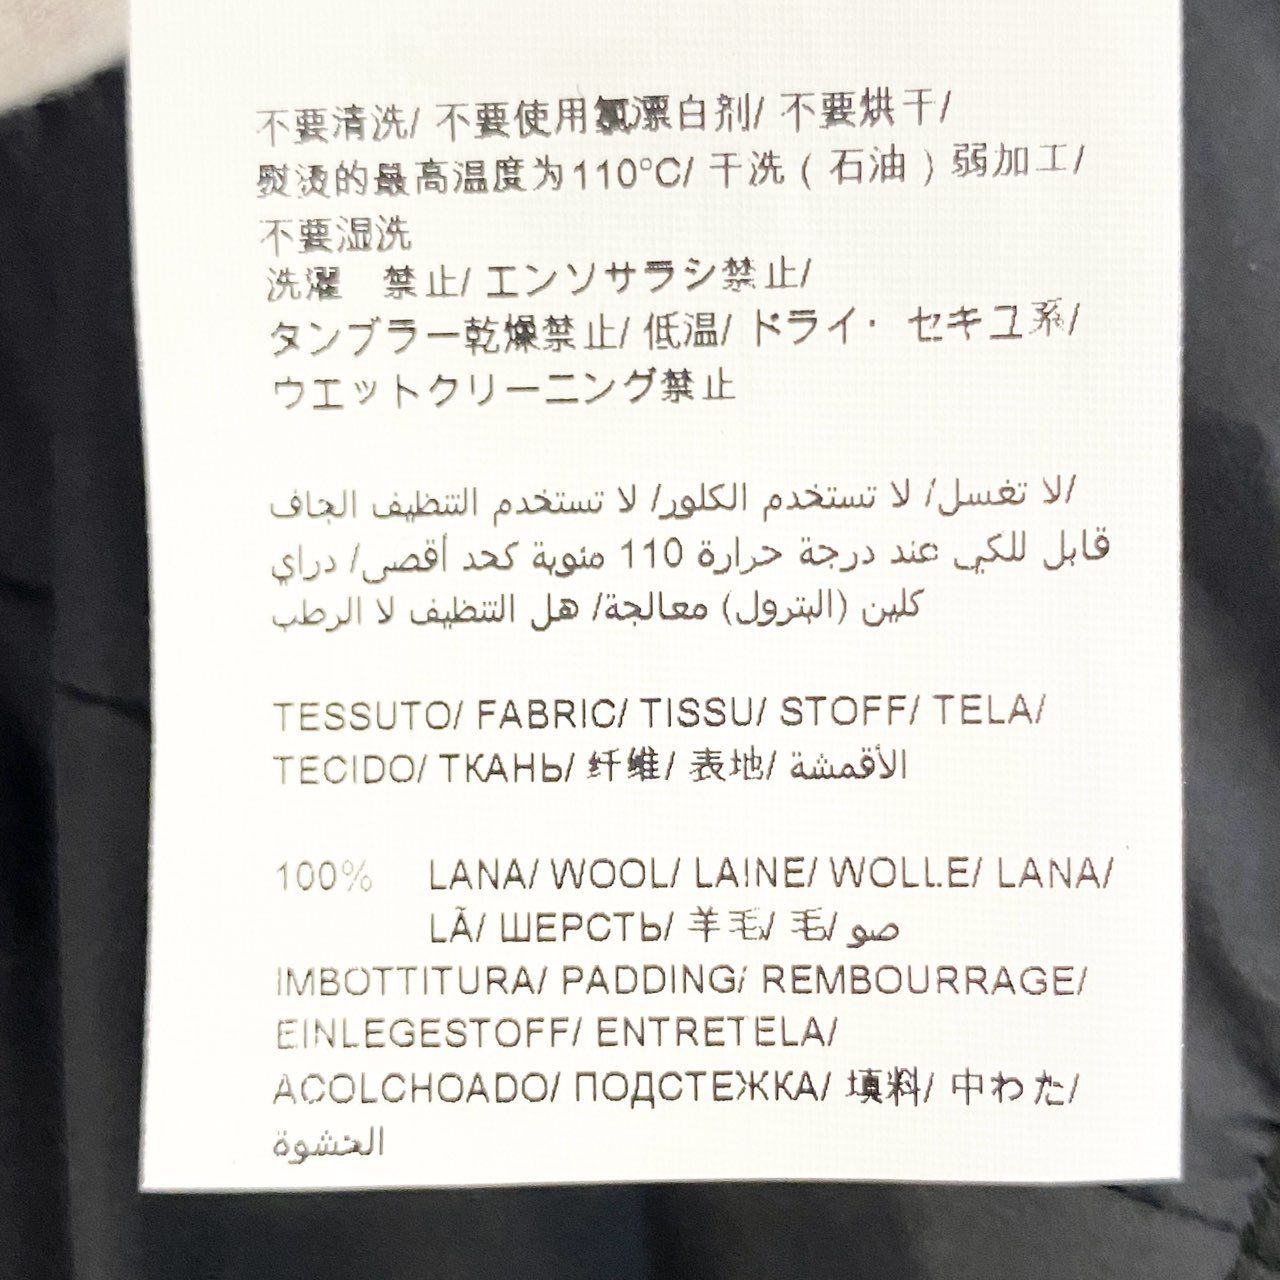 不要清洗/ 不要使用氯漂白剂/ 不要烘干/
熨烫的最高温度为110°C/ 干洗 ( 石油 ) 弱加工/
不要湿洗
洗濯　禁止/ エンソサラシ禁止/
タンブラー乾燥禁止/ 低温/ ドライ・ セキユ系/
ウエットクリーニング禁止
لا تغسل/ لا تستخدم الكلور/ لا تستخدم التنظيف الجاف/
قابل للكي عند درجة حرارة 110 مئوية كحد أقصى/ دراي
كلين (البترول) معالجة/ هل التنظيف لا الرطب
TESSUTO/ FABRIC/ TISSU/ STOFF/ TELA/
TECIDO/ ТКАНЬ/ 纤维/ 表地/ الأقمشة
100% LANA/ WOOL/ LAINE/ WOLLE/ LANA/
LÃ/ ШЕРСТЬ/ 羊毛/ 毛/ صو
IMBOTTITURA/ PADDING/ REMBOURRAGE/
EINLEGESTOFF/ ENTRETELA/
ACOLCHOADO/ ПОДСТЕЖКА/ 填料/ 中わた/
الحشوة